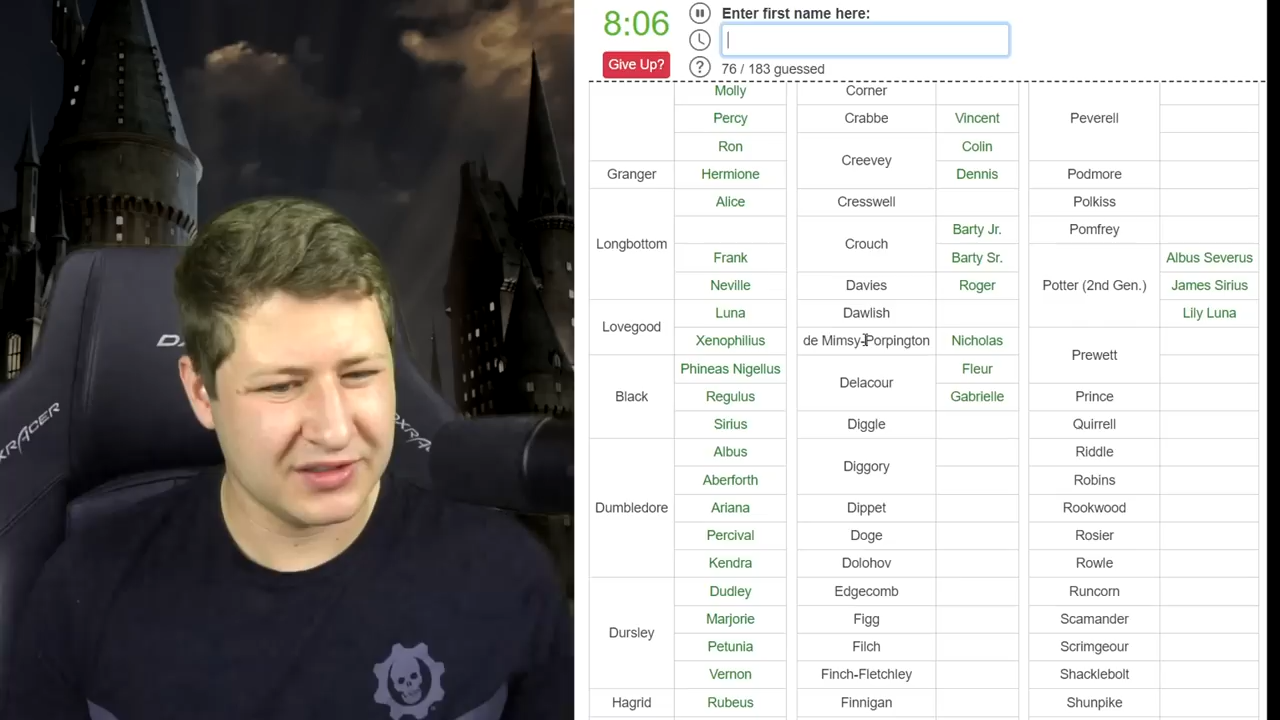 8:06
Give Up?
Enter first name here:
76 / 183 guessed
Molly
Percy
Ron
Granger
Hermione
Longbottom
Alice
Frank
Neville
Lovegood
Luna
Xenophilius
Black
Phineas Nigellus
Regulus
Sirius
Dumbledore
Albus
Aberforth
Ariana
Percival
Kendra
Dursley
Dudley
Marjorie
Petunia
Vernon
Hagrid
Rubeus
Corner
Crabbe
Vincent
Creevey
Colin
Dennis
Cresswell
Crouch
Barty Jr.
Barty Sr.
Davies
Roger
Dawlish
de Mimsy-Porpington
Nicholas
Delacour
Fleur
Gabrielle
Diggle
Diggory
Dippet
Doge
Dolohov
Edgecomb
Figg
Filch
Finch-Fletchley
Finnigan
Peverell
Podmore
Polkiss
Pomfrey
Potter (2nd Gen.)
Albus Severus
James Sirius
Lily Luna
Prewett
Prince
Quirrell
Riddle
Robins
Rookwood
Rosier
Rowle
Runcorn
Scamander
Scrimgeour
Shacklebolt
Shunpike